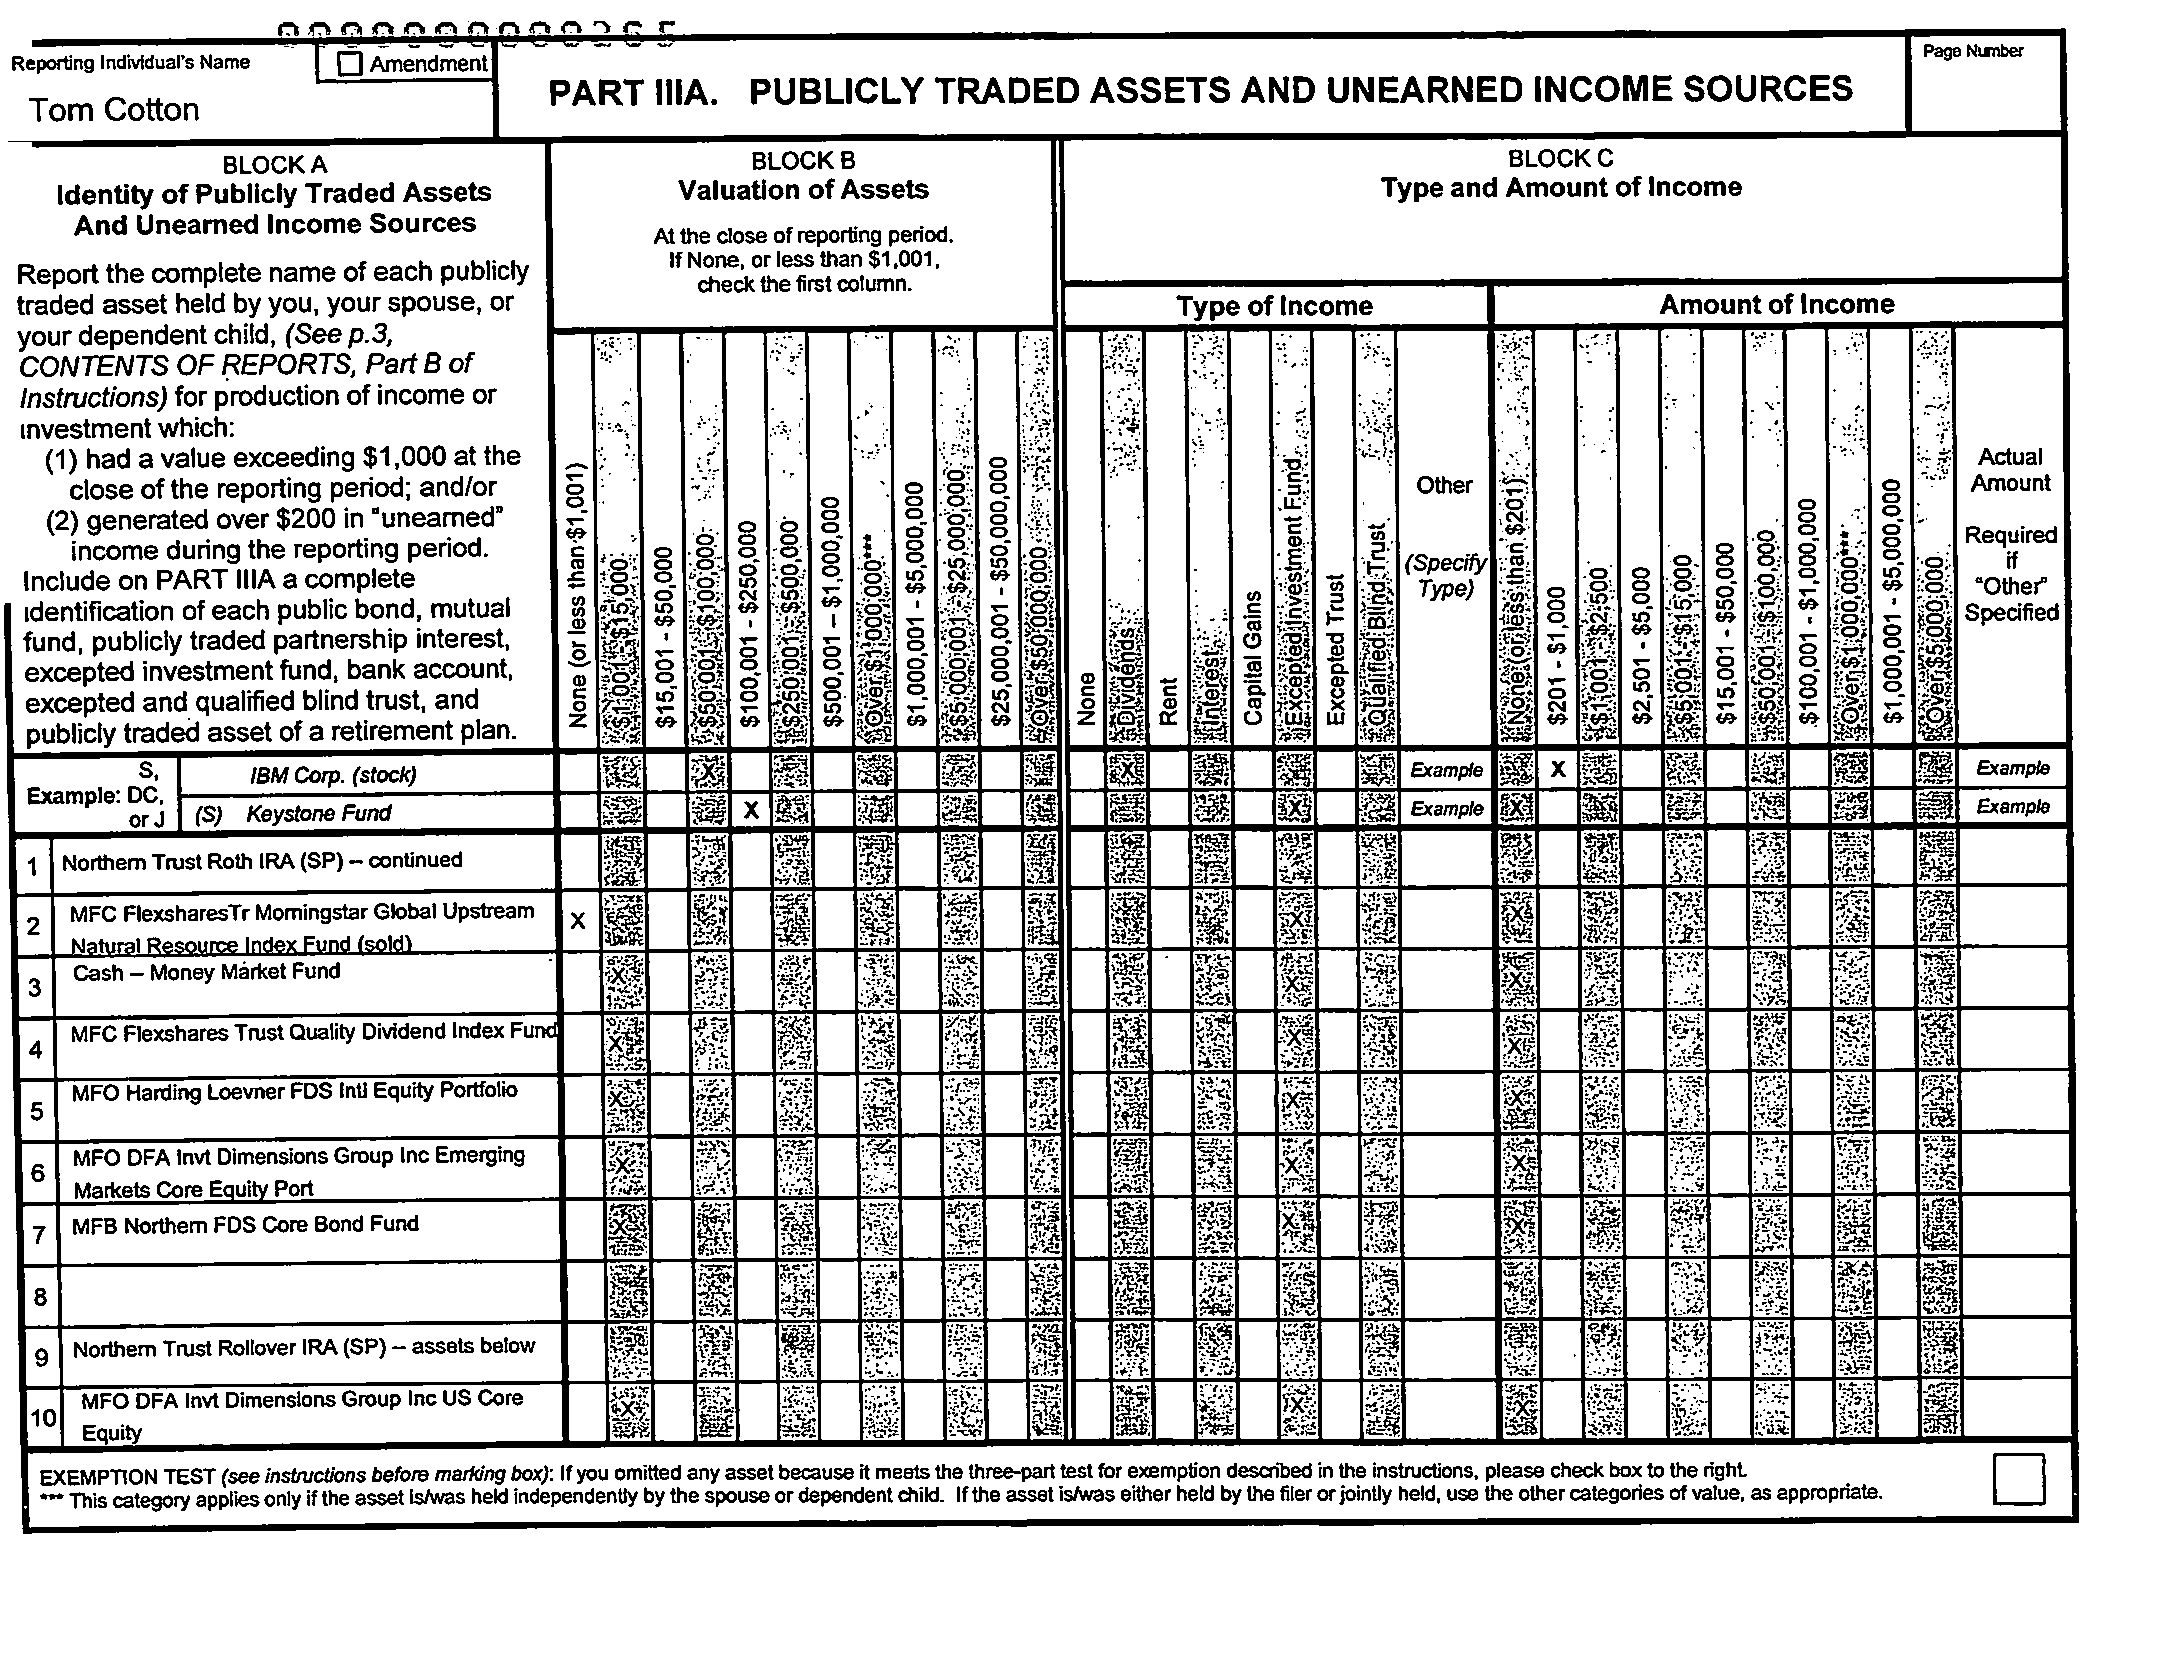 000000000265
Reporting Individual's Name
Amendment
Tom Cotton
PART IIIA. PUBLICLY TRADED ASSETS AND UNEARNED INCOME SOURCES
Page Number
BLOCK A
Identity of Publicly Traded Assets
And Unearned Income Sources
Report the complete name of each publicly
traded asset held by you, your spouse, or
your dependent child, (See p.3,
CONTENTS OF REPORTS, Part B of
Instructions) for production of income or
investment which:
(1) had a value exceeding $1,000 at the
close of the reporting period; and/or
(2) generated over $200 in "unearned"
income during the reporting period.
Include on PART IIIA a complete
identification of each public bond, mutual
fund, publicly traded partnership interest,
excepted investment fund, bank account,
excepted and qualified blind trust, and
publicly traded asset of a retirement plan.
BLOCK B
Valuation of Assets
At the close of reporting period.
If None, or less than $1,001,
check the first column.
None (or less than $1,001)
$1,001 - $15,000
$15,001 - $50,000
$50,001 - $100,000
$100,001 - $250,000
$250,001 - $500,000
$500,001 – $1,000,000
Over $1,000,000***
$1,000,001 - $5,000,000
$5,000,001 - $25,000,000
$25,000,001 - $50,000,000
Over $50,000,000
BLOCK C
Type and Amount of Income
Type of Income
None
Dividends
Rent
Interest
Capital Gains
Excepted Investment Fund
Excepted Trust
Qualified Blind Trust
Other
(Specify
Type)
Amount of Income
None (or less than $201)
$201 - $1,000
$1,001 - $2,500
$2,501 - $5,000
$5,001 - $15,000
$15,001 - $50,000
$50,001 - $100,000
$100,001 - $1,000,000
Over $1,000,000***
$1,000,001 - $5,000,000
Over $5,000,000
Actual
Amount
Required
if
"Other"
Specified
Example: S, DC, or J
IBM Corp. (stock) X X Example X Example
(S) Keystone Fund X X Example X Example
1 Northern Trust Roth IRA (SP) – continued
2 MFC FlexsharesTr Morningstar Global Upstream X X X
Natural Resource Index Fund (sold)
3 Cash – Money Market Fund X X X
4 MFC Flexshares Trust Quality Dividend Index Fund X X X
5 MFO Harding Loevner FDS Intl Equity Portfolio X X X
6 MFO DFA Invt Dimensions Group Inc Emerging X X X
Markets Core Equity Port
7 MFB Northern FDS Core Bond Fund X X X
8
9 Northern Trust Rollover IRA (SP) – assets below
10 MFO DFA Invt Dimensions Group Inc US Core X X X
Equity
EXEMPTION TEST (see instructions before marking box): If you omitted any asset because it meets the three-part test for exemption described in the instructions, please check box to the right.
*** This category applies only if the asset is/was held independently by the spouse or dependent child. If the asset is/was either held by the filer or jointly held, use the other categories of value, as appropriate.